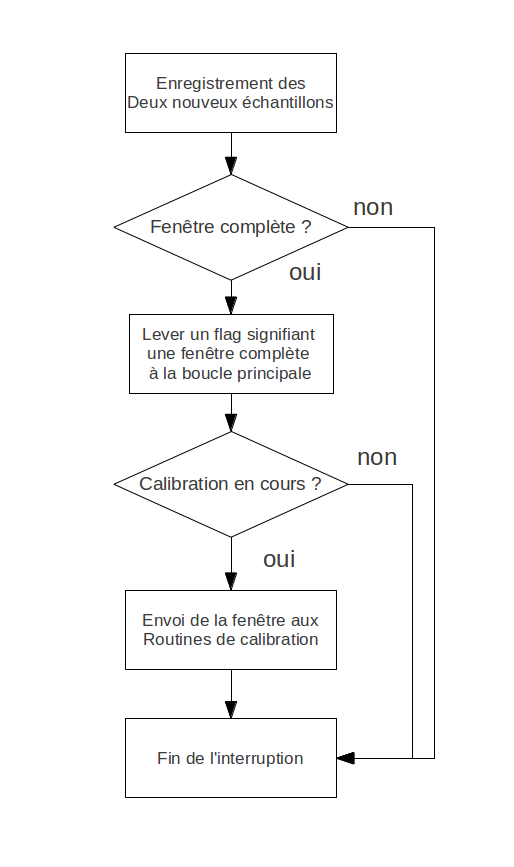 Enregistrement des
Deux nouveux échantillons
non
Fenêtre complète ?
oui
Lever un flag signifiant
une fenêtre complète
à la boucle principale
non
Calibration en cours ?
oui
Envoi de la fenêtre aux
Routines de calibration
Fin de l'interruption